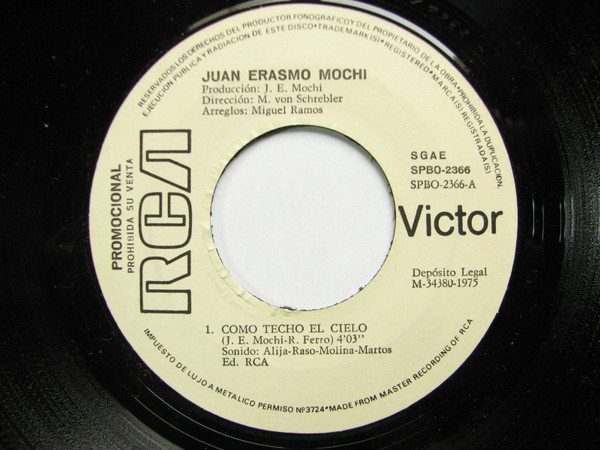 RESERVADOS LOS DERECHOS DEL PRODUCTOR FONOGRAFICO Y DEL PROPIETARIO DE LA OBRA•PROHIBIDA LA DUPLICACION,
EJECUCION PUBLICA Y RADIACION DE ESTE DISCO•TRADEMARK(S)•REGISTERED•MARCA(S) REGISTRADA(S)
JUAN ERASMO MOCHI
Producción: J. E. Mochi
Dirección: M. von Schrebler
Arreglos: Miguel Ramos
PROMOCIONAL
PROHIBIDA SU VENTA
RCA
SGAE
SPBO-2366
SPBO-2366-A
Victor
Depósito Legal
M-34380-1975
1. COMO TECHO EL CIELO
(J. E. Mochi-R. Ferro) 4'03"
Sonido: Alija-Raso-Molina-Martos
Ed. RCA
IMPUESTO DE LUJO A METALICO PERMISO Nº3724•MADE FROM MASTER RECORDING OF RCA